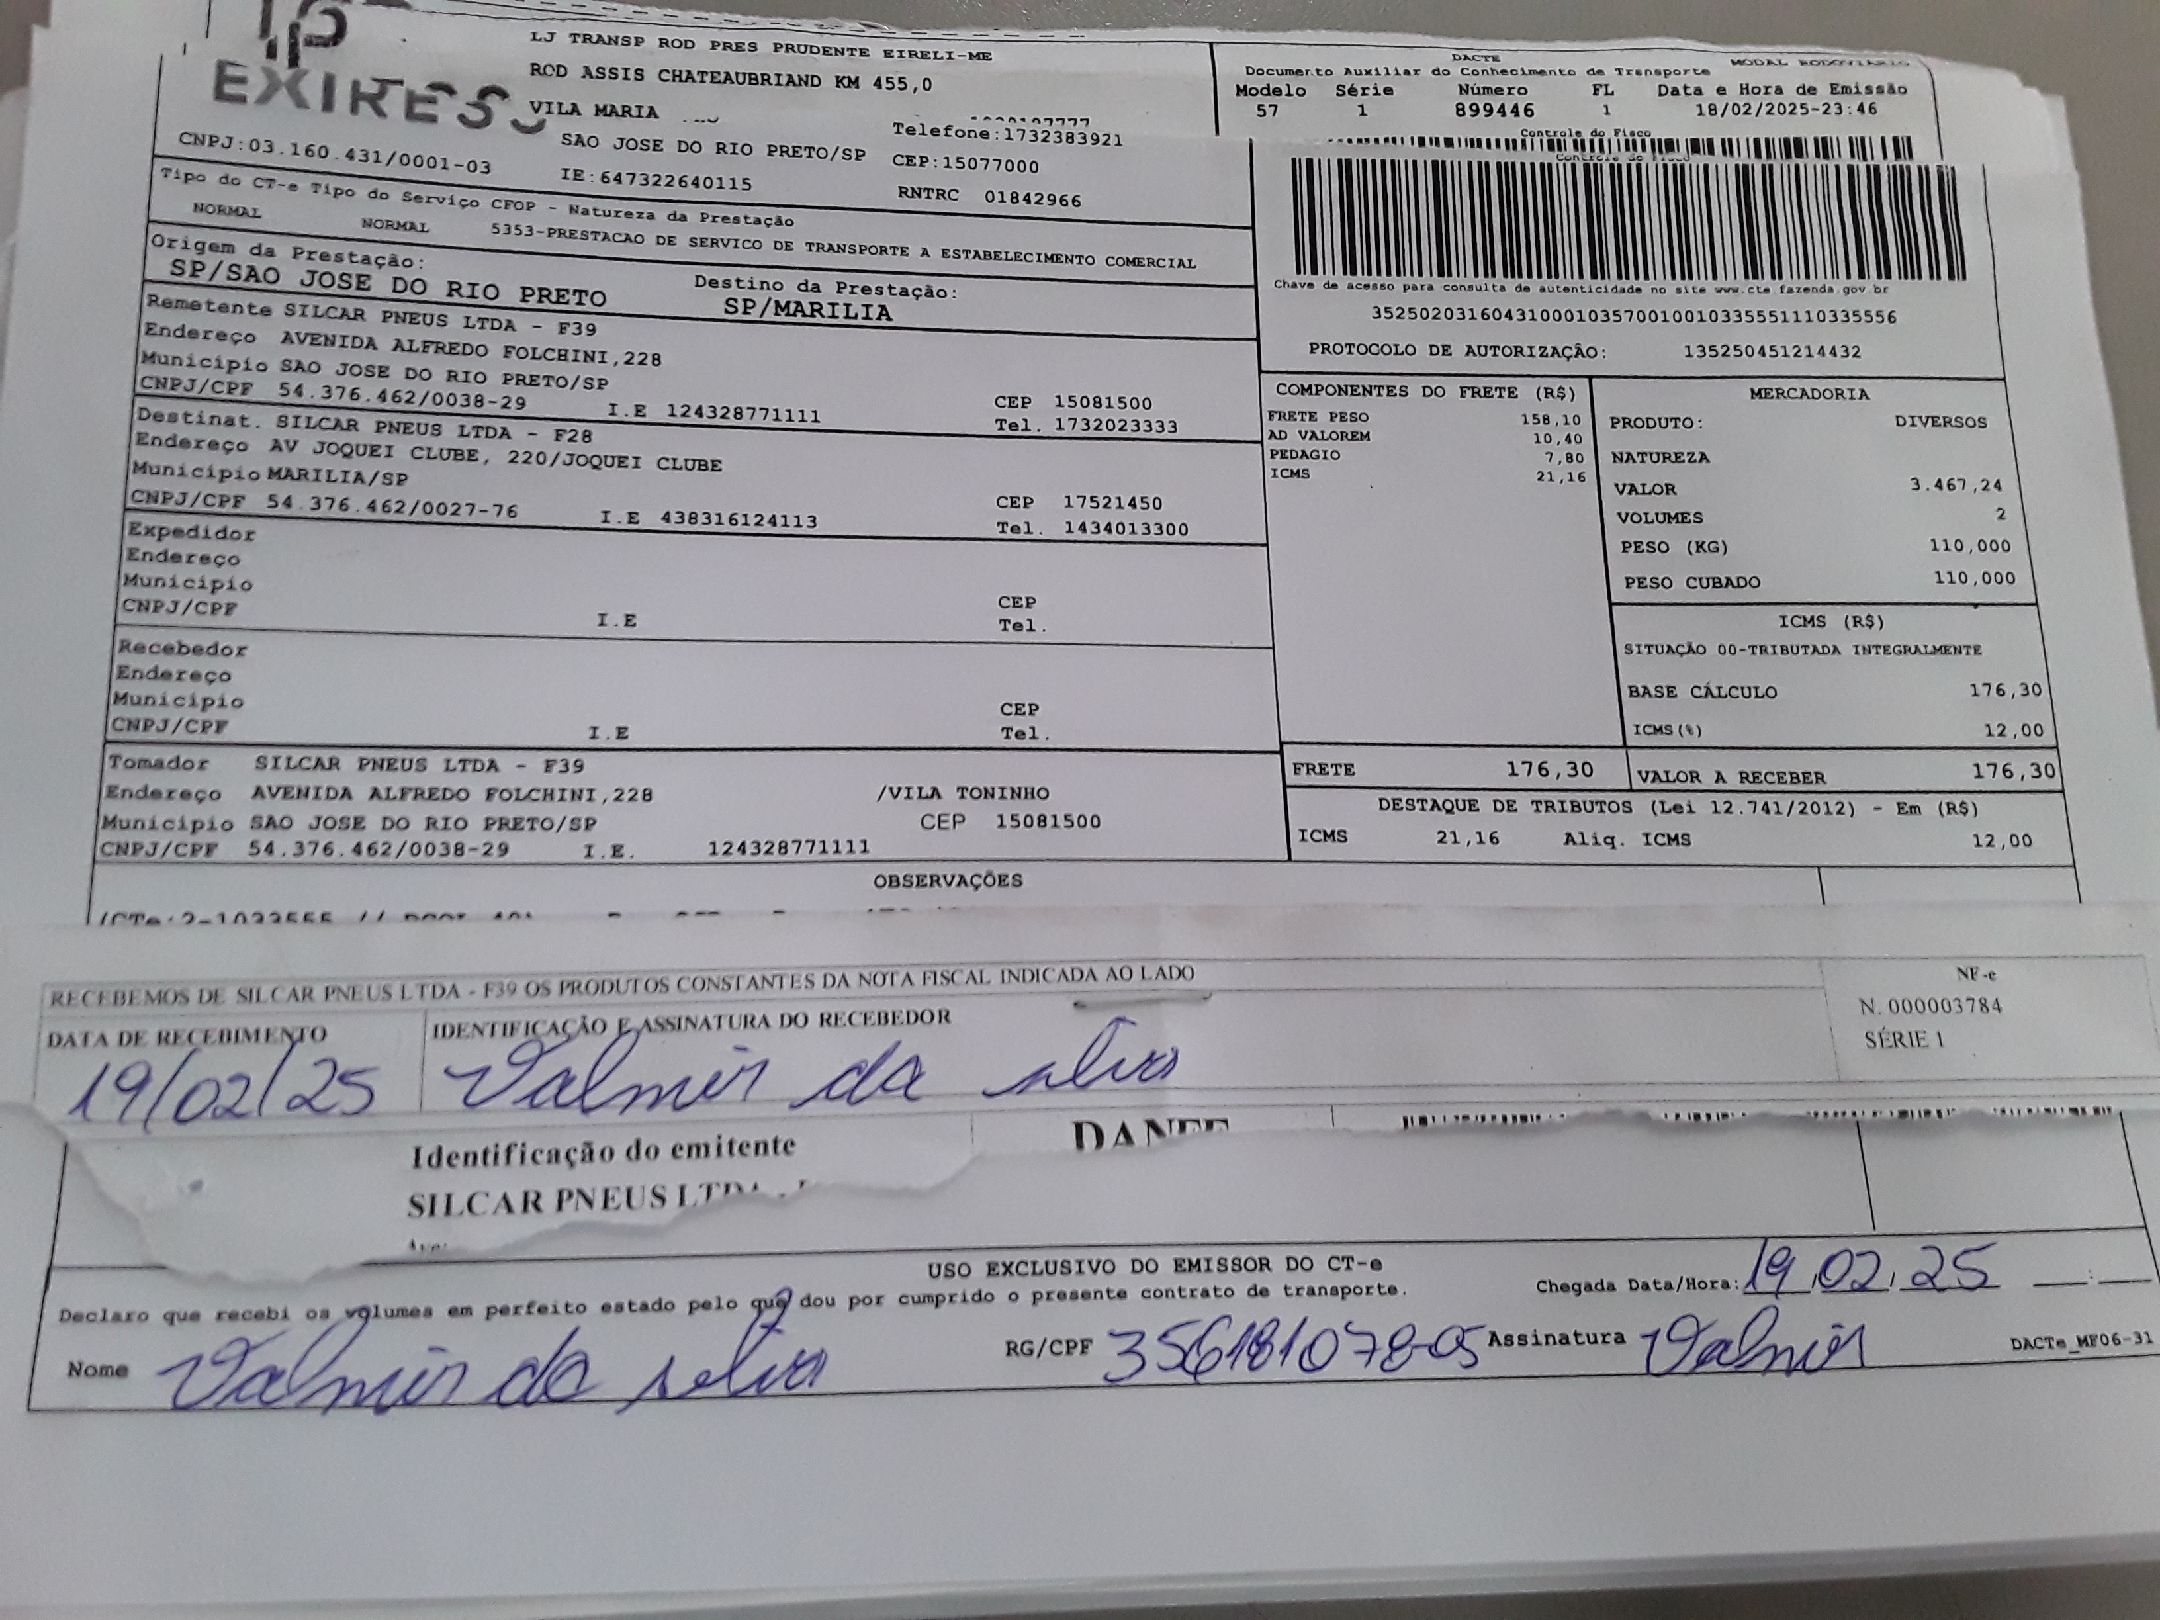 EXPRESS
LJ TRANSP ROD PRES PRUDENTE EIRELI-ME
ROD ASSIS CHATEAUBRIAND KM 455,0
VILA MARIA
Telefone:1732383921
SAO JOSE DO RIO PRETO/SP CEP:15077000
CNPJ:03.160.431/0001-03 IE:647322640115 RNTRC 01842966
DACTE MODAL RODOVIÁRIO
Documento Auxiliar do Conhecimento de Transporte
Modelo Série Número FL Data e Hora de Emissão
57 1 899446 1 18/02/2025-23:46
Controle do Fisco
Controle do Fisco
Chave de acesso para consulta de autenticidade no site www.cte.fazenda.gov.br
35250203160431000103570010010335551110335556
PROTOCOLO DE AUTORIZAÇÃO: 135250451214432
Tipo do CT-e Tipo do Serviço CFOP - Natureza da Prestação
NORMAL NORMAL 5353-PRESTACAO DE SERVICO DE TRANSPORTE A ESTABELECIMENTO COMERCIAL
Origem da Prestação: Destino da Prestação:
SP/SAO JOSE DO RIO PRETO SP/MARILIA
Remetente SILCAR PNEUS LTDA - F39
Endereço AVENIDA ALFREDO FOLCHINI,228
Municipio SAO JOSE DO RIO PRETO/SP CEP 15081500
CNPJ/CPF 54.376.462/0038-29 I.E 124328771111 Tel. 1732023333
Destinat. SILCAR PNEUS LTDA - F28
Endereço AV JOQUEI CLUBE, 220/JOQUEI CLUBE
Municipio MARILIA/SP CEP 17521450
CNPJ/CPF 54.376.462/0027-76 I.E 438316124113 Tel. 1434013300
Expedidor
Endereço
Municipio CEP
CNPJ/CPF I.E Tel.
Recebedor
Endereço
Municipio CEP
CNPJ/CPF I.E Tel.
Tomador SILCAR PNEUS LTDA - F39
Endereço AVENIDA ALFREDO FOLCHINI,228 /VILA TONINHO
Municipio SAO JOSE DO RIO PRETO/SP CEP 15081500
CNPJ/CPF 54.376.462/0038-29 I.E. 124328771111
COMPONENTES DO FRETE (R$)
FRETE PESO 158,10
AD VALOREM 10,40
PEDAGIO 7,80
ICMS 21,16
MERCADORIA
PRODUTO: DIVERSOS
NATUREZA
VALOR 3.467,24
VOLUMES 2
PESO (KG) 110,000
PESO CUBADO 110,000
ICMS (R$)
SITUAÇÃO 00-TRIBUTADA INTEGRALMENTE
BASE CÁLCULO 176,30
ICMS(%) 12,00
FRETE 176,30 VALOR A RECEBER 176,30
DESTAQUE DE TRIBUTOS (Lei 12.741/2012) - Em (R$)
ICMS 21,16 Aliq. ICMS 12,00
OBSERVAÇÕES
RECEBEMOS DE SILCAR PNEUS LTDA - F39 OS PRODUTOS CONSTANTES DA NOTA FISCAL INDICADA AO LADO
NF-e
N. 000003784
SÉRIE 1
DATA DE RECEBIMENTO IDENTIFICAÇÃO E ASSINATURA DO RECEBEDOR
19/02/25 Valmir da silva
Identificação do emitente DANFE
SILCAR PNEUS LTDA
USO EXCLUSIVO DO EMISSOR DO CT-e
Declaro que recebi os volumes em perfeito estado pelo que dou por cumprido o presente contrato de transporte. Chegada Data/Hora: 19/02/25
Nome Valmir da silva RG/CPF 356181078-05 Assinatura Valmir DACTe_MF06-31